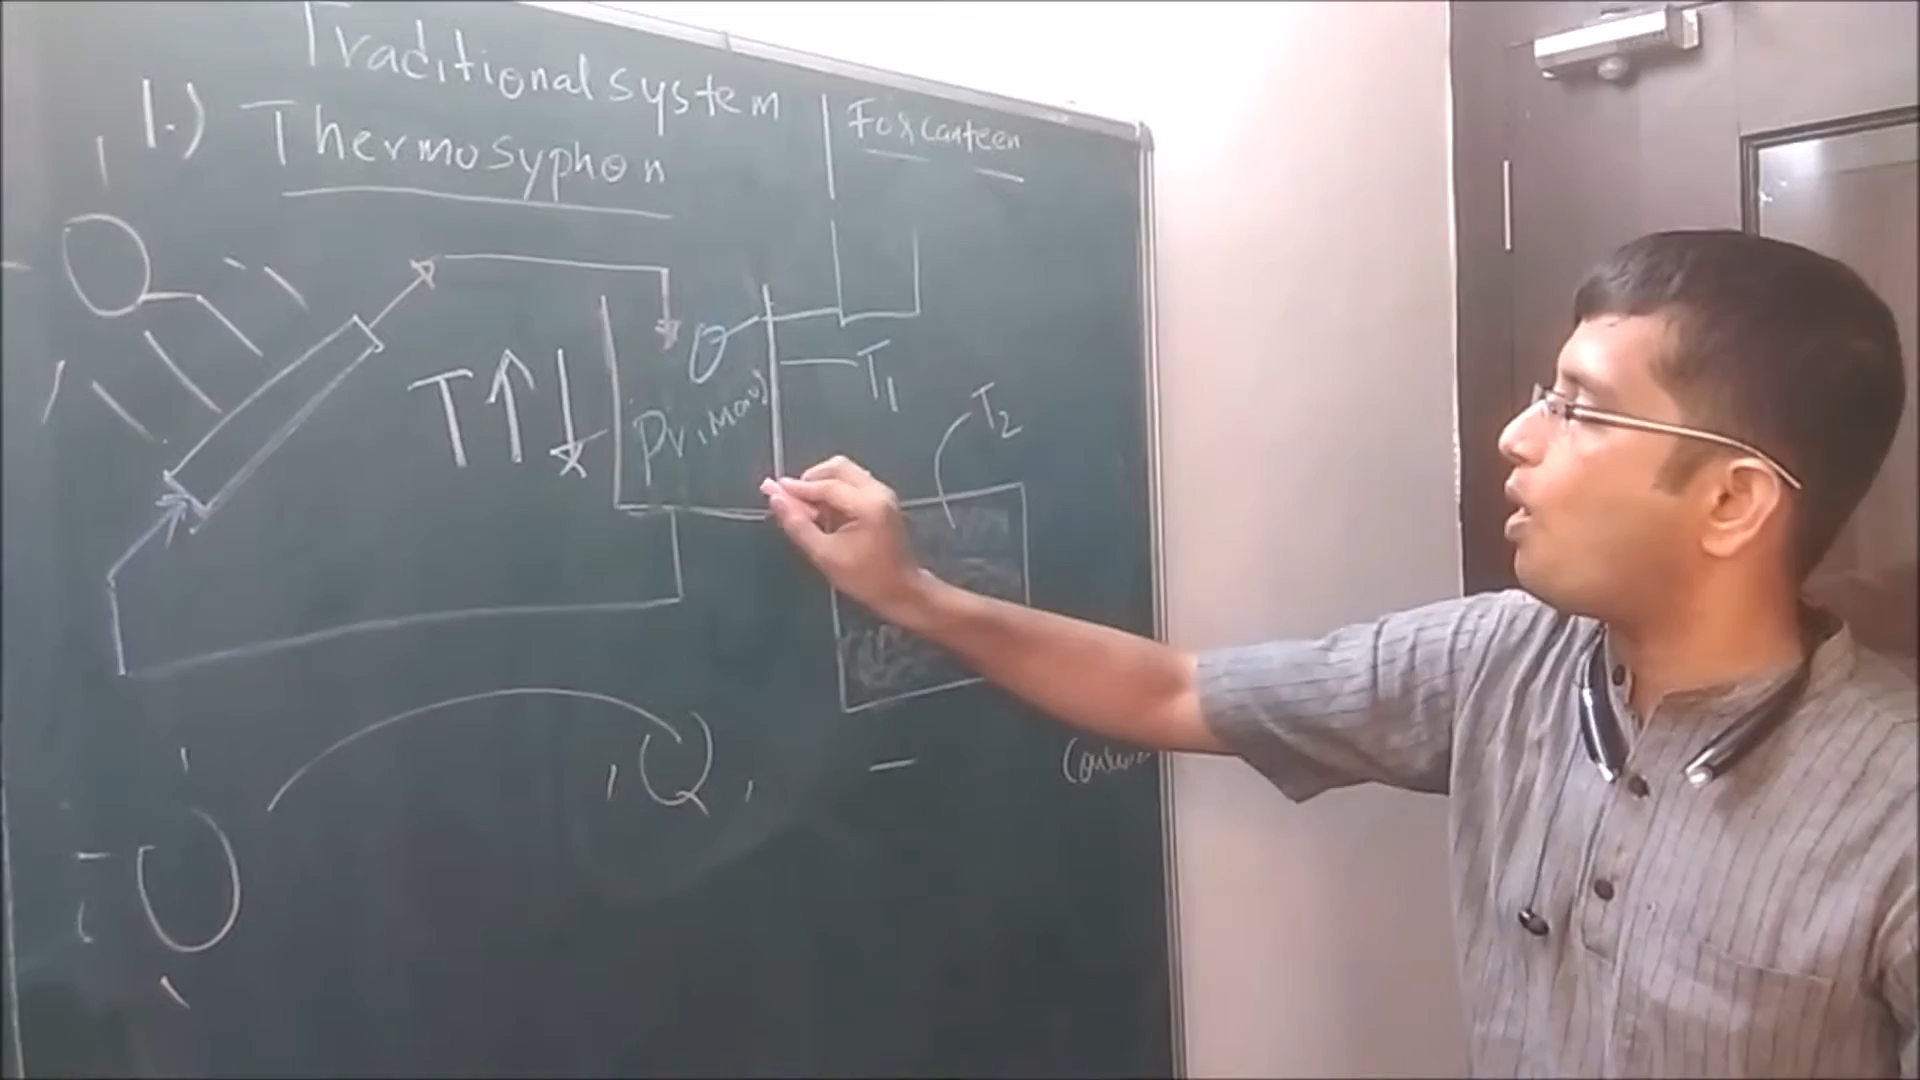 Traditional system
1.) Thermosyphon
For canteen
T↑↓
Primary
T1
T2
Q